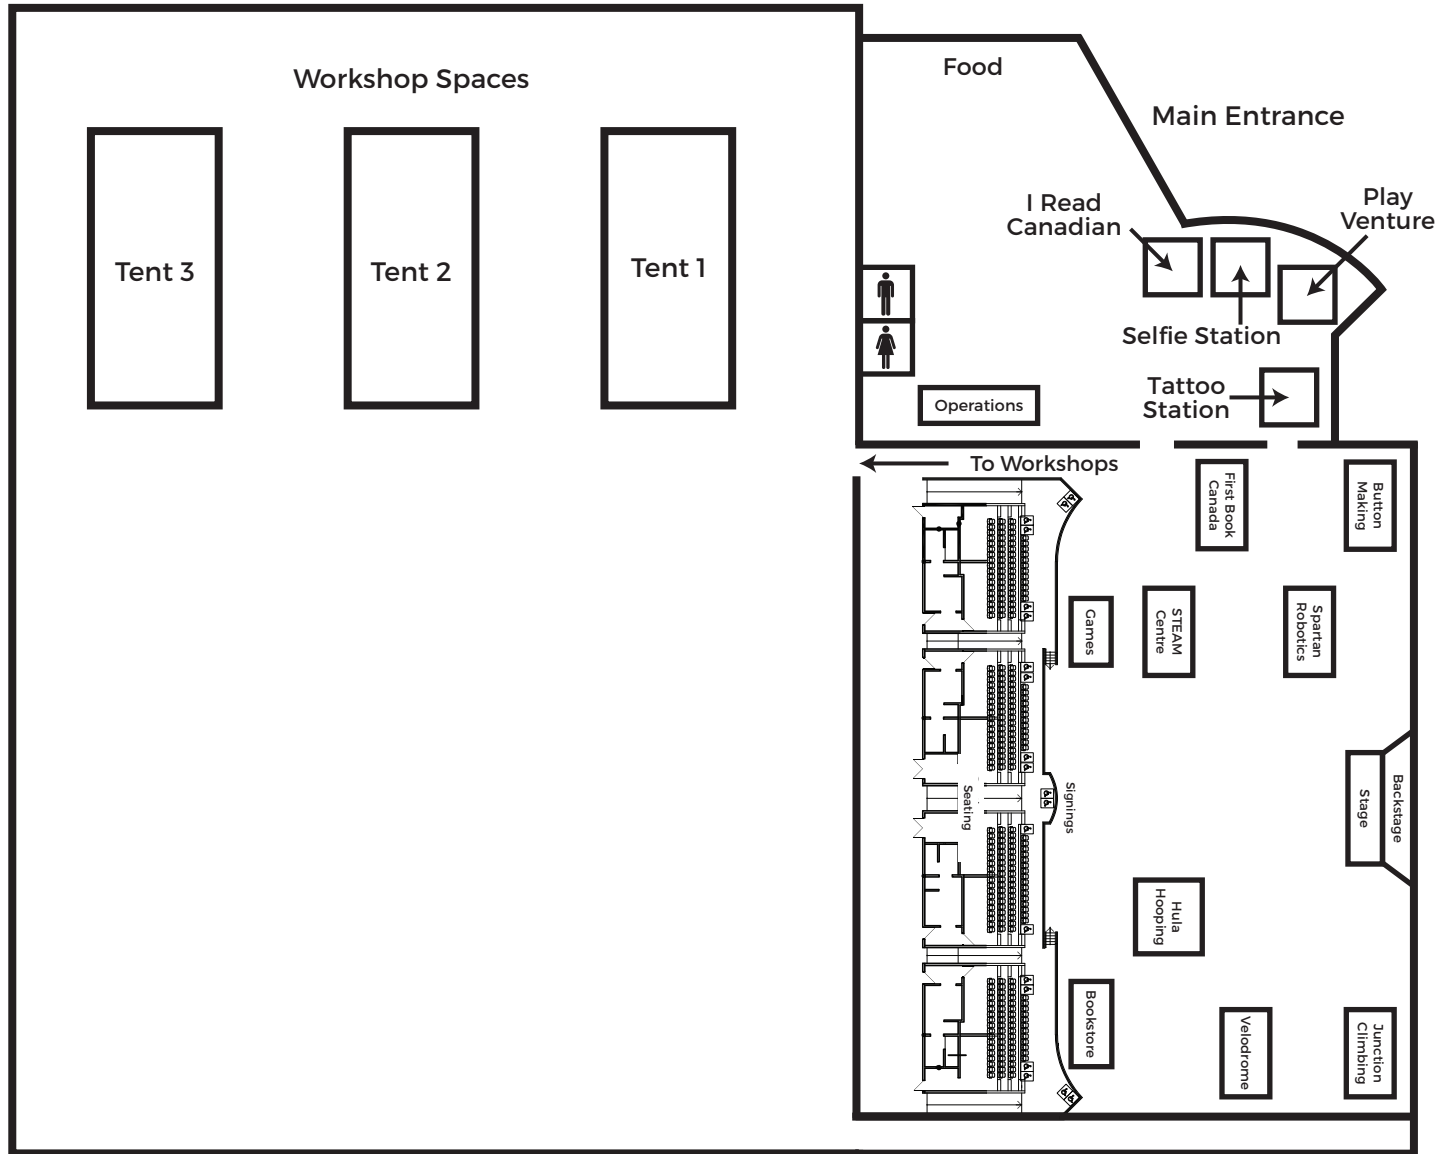 Workshop Spaces
Tent 3
Tent 2
Tent 1
Food
Main Entrance
I Read
Canadian
Play
Venture
Selfie Station
Tattoo
Station
Operations
To Workshops
First Book
Canada
Button
Making
Games
STEAM
Centre
Spartan
Robotics
Seating
Signings
Stage
Backstage
Hula
Hooping
Bookstore
Velodrome
Junction
Climbing